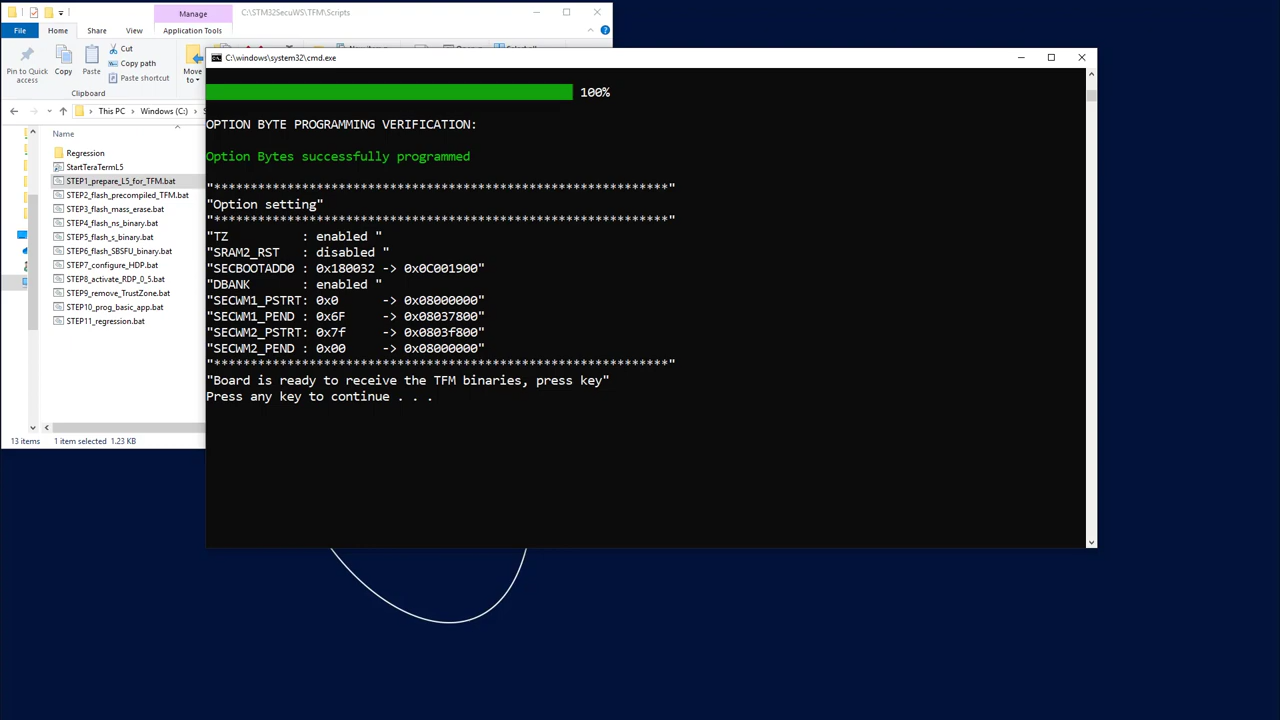 Manage
C:\STM32SecuWS\TFM\Scripts
File
Home
Share
View
Application Tools
Pin to Quick access
Copy
Paste
Cut
Copy path
Paste shortcut
Move to
Clipboard
This PC
Windows (C:)
Name
Regression
StartTeraTermL5
STEP1_prepare_L5_for_TFM.bat
STEP2_flash_precompiled_TFM.bat
STEP3_flash_mass_erase.bat
STEP4_flash_ns_binary.bat
STEP5_flash_s_binary.bat
STEP6_flash_SBSFU_binary.bat
STEP7_configure_HDP.bat
STEP8_activate_RDP_0_5.bat
STEP9_remove_TrustZone.bat
STEP10_prog_basic_app.bat
STEP11_regression.bat
13 items
1 item selected 1.23 KB
C:\windows\system32\cmd.exe
100%
OPTION BYTE PROGRAMMING VERIFICATION:
Option Bytes successfully programmed
"**************************************************************"
"Option setting"
"**************************************************************"
"TZ          : enabled "
"SRAM2_RST   : disabled "
"SECBOOTADD0 : 0x180032 -> 0x0C001900"
"DBANK       : enabled "
"SECWM1_PSTRT: 0x0      -> 0x08000000"
"SECWM1_PEND : 0x6F     -> 0x08037800"
"SECWM2_PSTRT: 0x7f     -> 0x0803f800"
"SECWM2_PEND : 0x00     -> 0x08000000"
"**************************************************************"
"Board is ready to receive the TFM binaries, press key"
Press any key to continue . . .